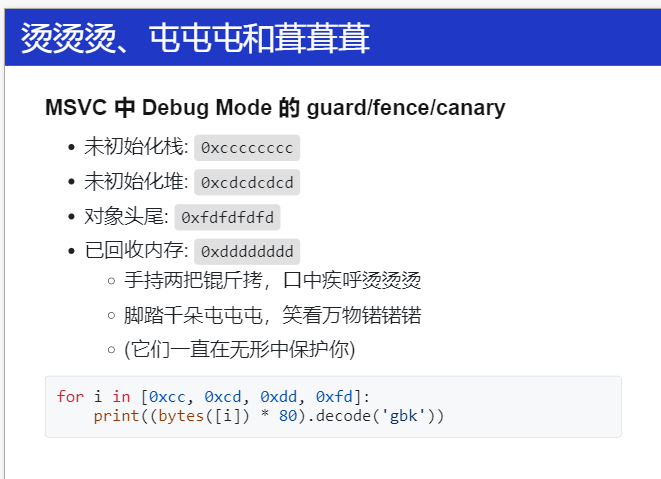 烫烫烫、屯屯屯和葺葺葺
MSVC 中 Debug Mode 的 guard/fence/canary
• 未初始化栈: 0xcccccccc
• 未初始化堆: 0xcdcdcdcd
• 对象头尾: 0xfdfdfdfd
• 已回收内存: 0xdddddddd
◦ 手持两把锟斤拷，口中疾呼烫烫烫
◦ 脚踏千朵屯屯屯，笑看万物锘锘锘
◦ (它们一直在无形中保护你)
for i in [0xcc, 0xcd, 0xdd, 0xfd]:
    print((bytes([i]) * 80).decode('gbk'))